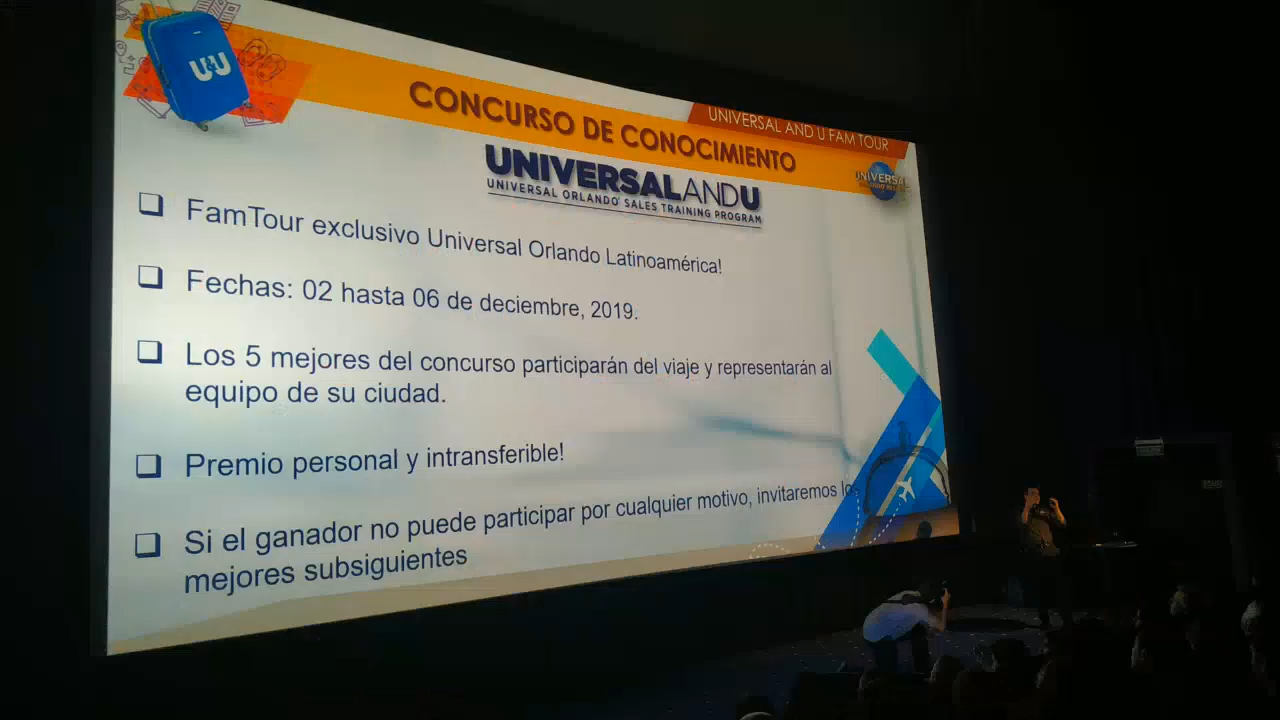 U&U
CONCURSO DE CONOCIMIENTO
UNIVERSAL AND U FAM TOUR
UNIVERSALANDU
UNIVERSAL ORLANDO SALES TRAINING PROGRAM
UNIVERSAL
FamTour exclusivo Universal Orlando Latinoamérica!
Fechas: 02 hasta 06 de deciembre, 2019.
Los 5 mejores del concurso participarán del viaje y representarán al
equipo de su ciudad.
Premio personal y intransferible!
Si el ganador no puede participar por cualquier motivo, invitaremos los
mejores subsiguientes